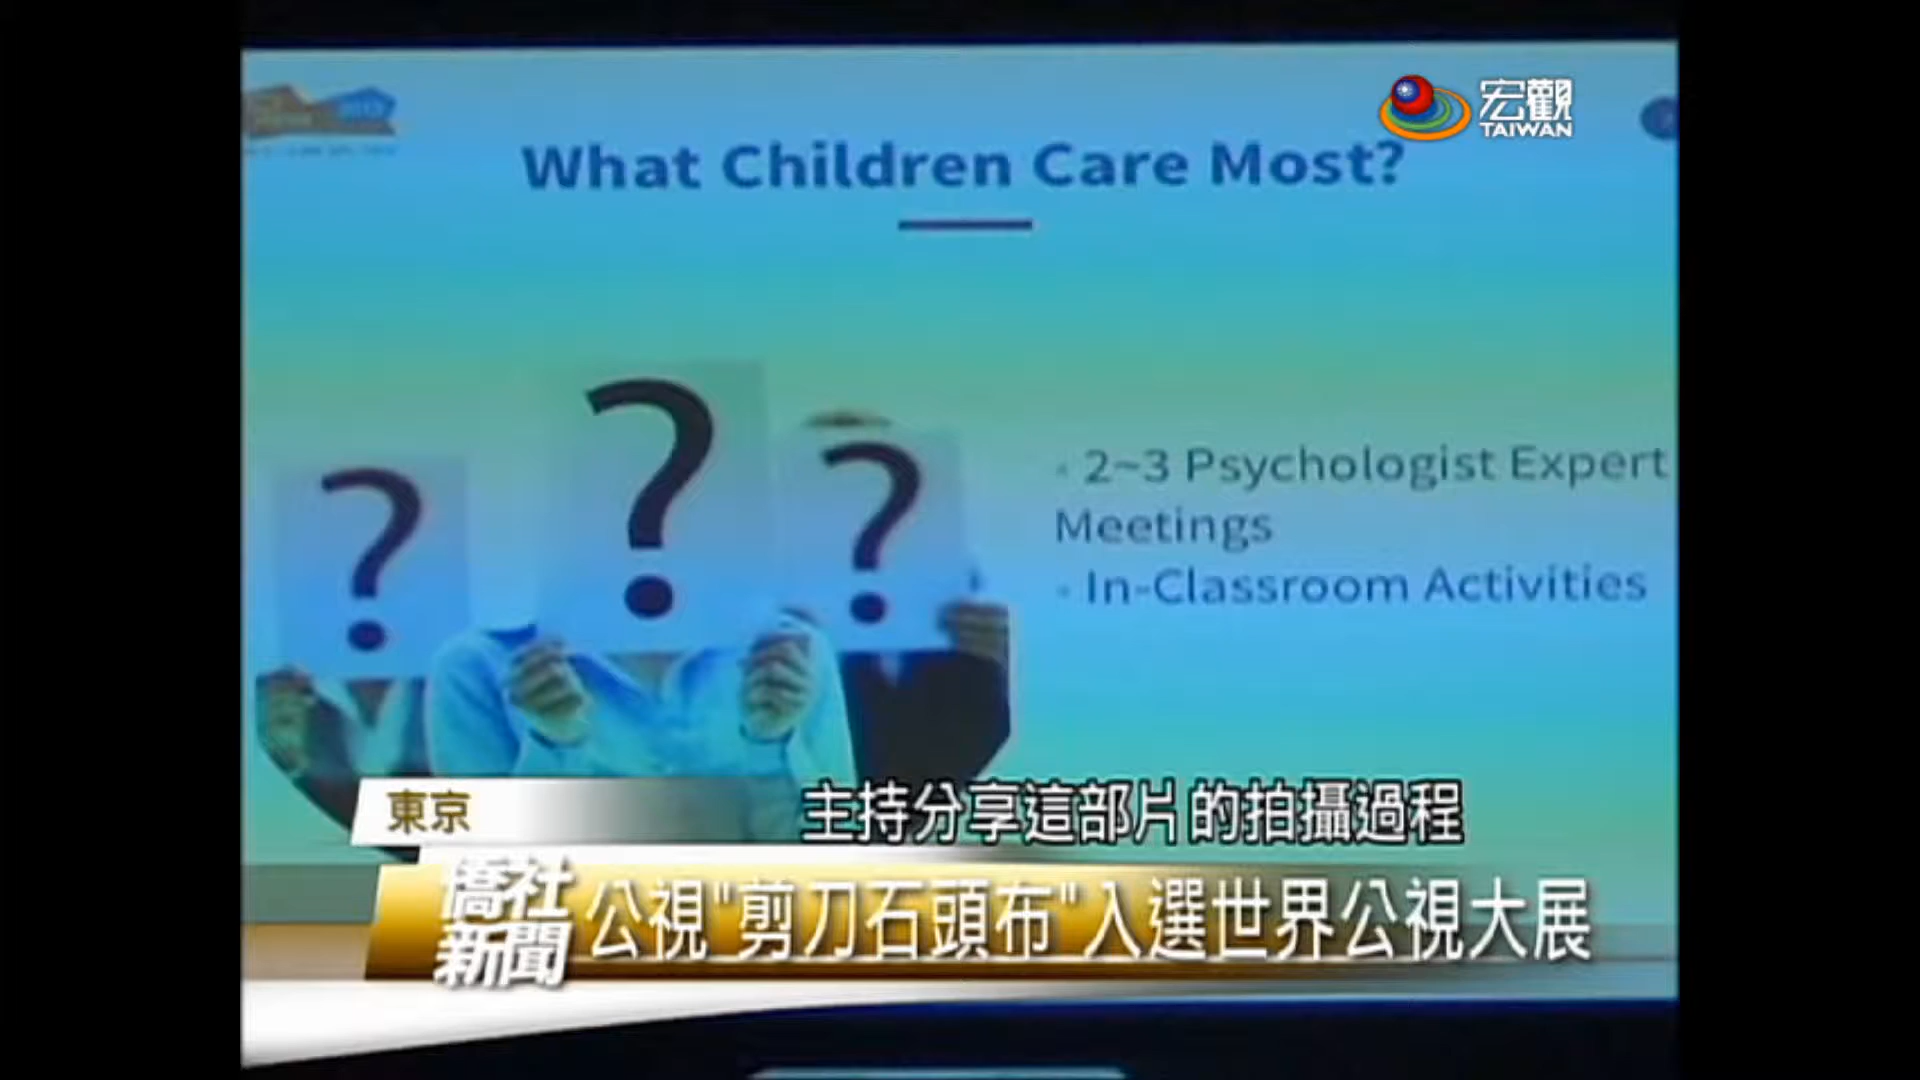 宏觀
TAIWAN
What Children Care Most?
? ? ?
- 2~3 Psychologist Expert
Meetings
- In-Classroom Activities
東京
主持分享這部片的拍攝過程
僑社
新聞
公視"剪刀石頭布"入選世界公視大展